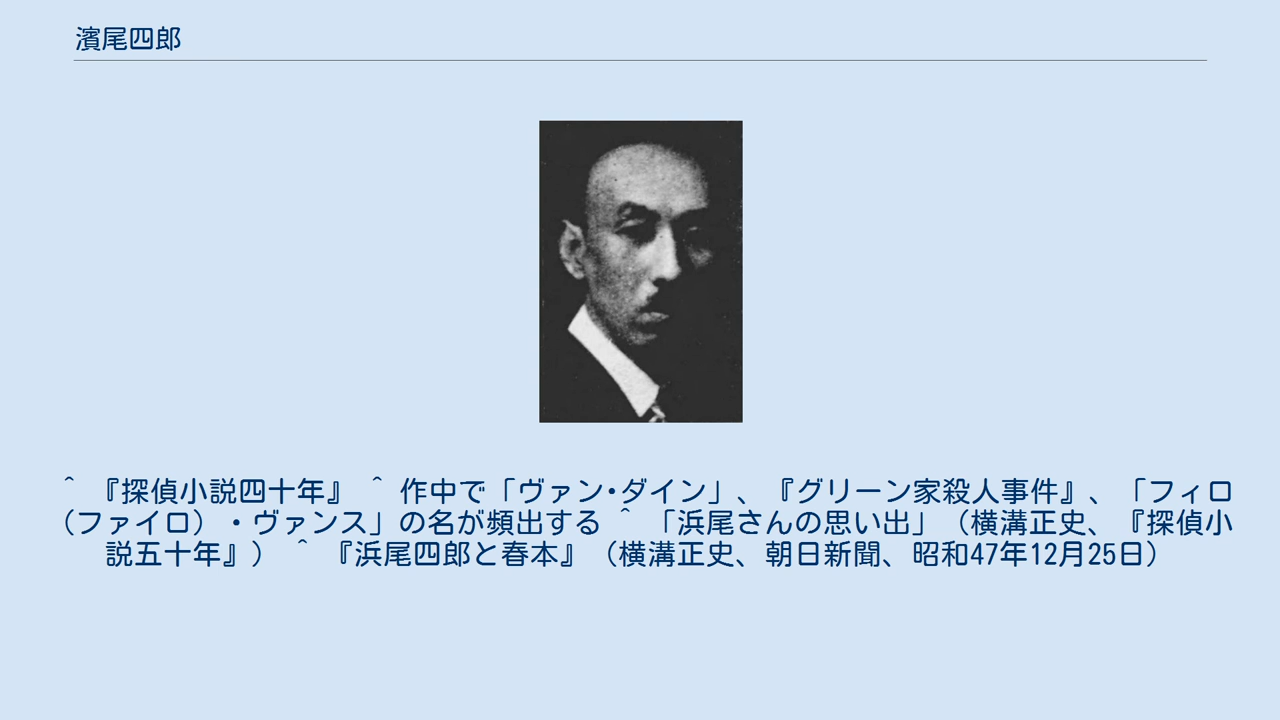 濱尾四郎
^ 『探偵小説四十年』 ^ 作中で「ヴァン・ダイン」、『グリーン家殺人事件』、「フィロ
（ファイロ）・ヴァンス」の名が頻出する ^ 「浜尾さんの思い出」（横溝正史、『探偵小
説五十年』） ^ 『浜尾四郎と春本』（横溝正史、朝日新聞、昭和47年12月25日）